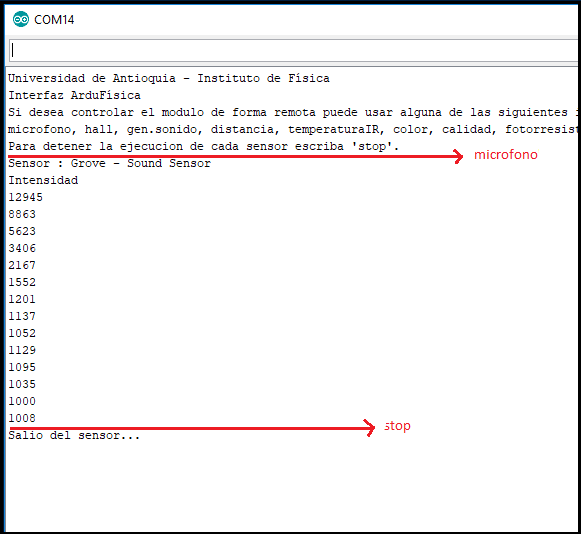 COM14
Universidad de Antioquia - Instituto de Física
Interfaz ArduFísica
Si desea controlar el modulo de forma remota puede usar alguna de las siguientes
microfono, hall, gen.sonido, distancia, temperaturaIR, color, calidad, fotorresist
Para detener la ejecucion de cada sensor escriba 'stop'.
microfono
Sensor : Grove - Sound Sensor
Intensidad
12945
8863
5623
3406
2167
1552
1201
1137
1052
1129
1095
1035
1000
1008
stop
Salio del sensor...